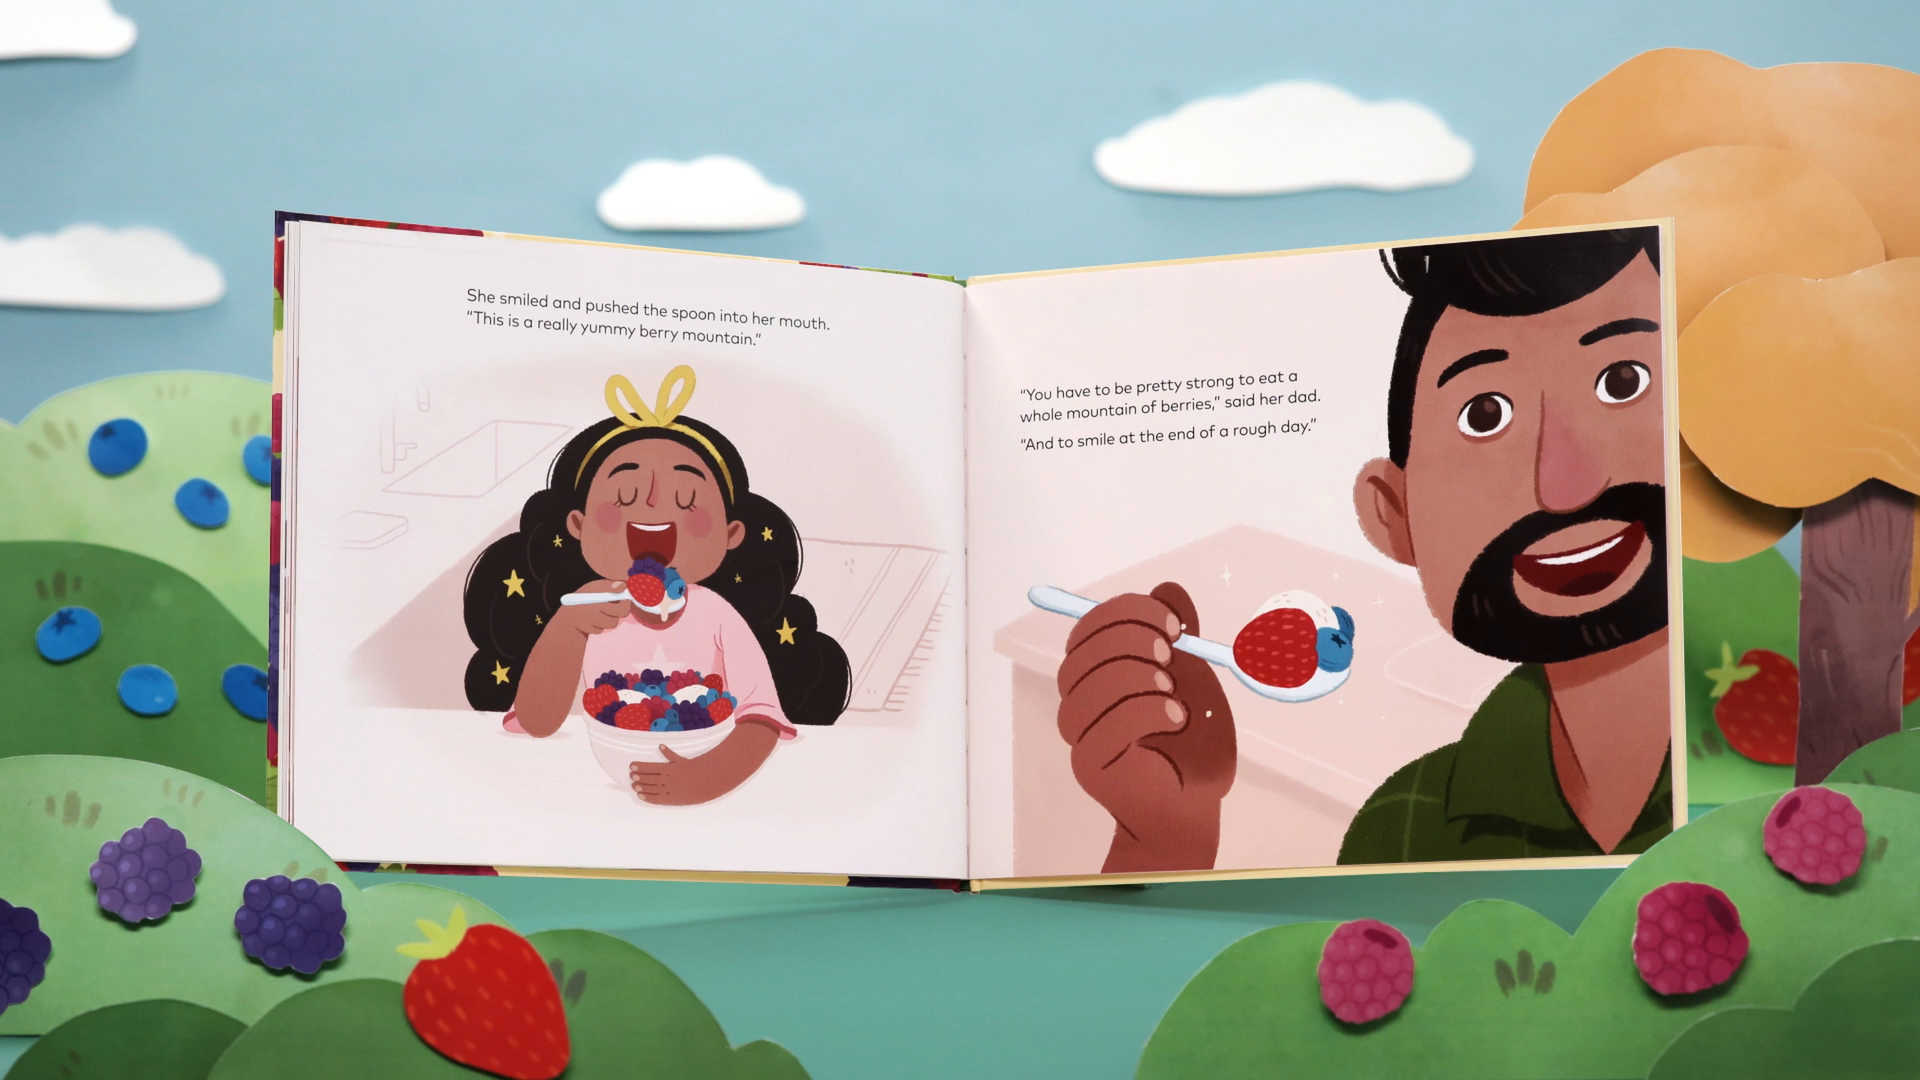 She smiled and pushed the spoon into her mouth.
“This is a really yummy berry mountain.”
“You have to be pretty strong to eat a
whole mountain of berries,” said her dad.
“And to smile at the end of a rough day.”